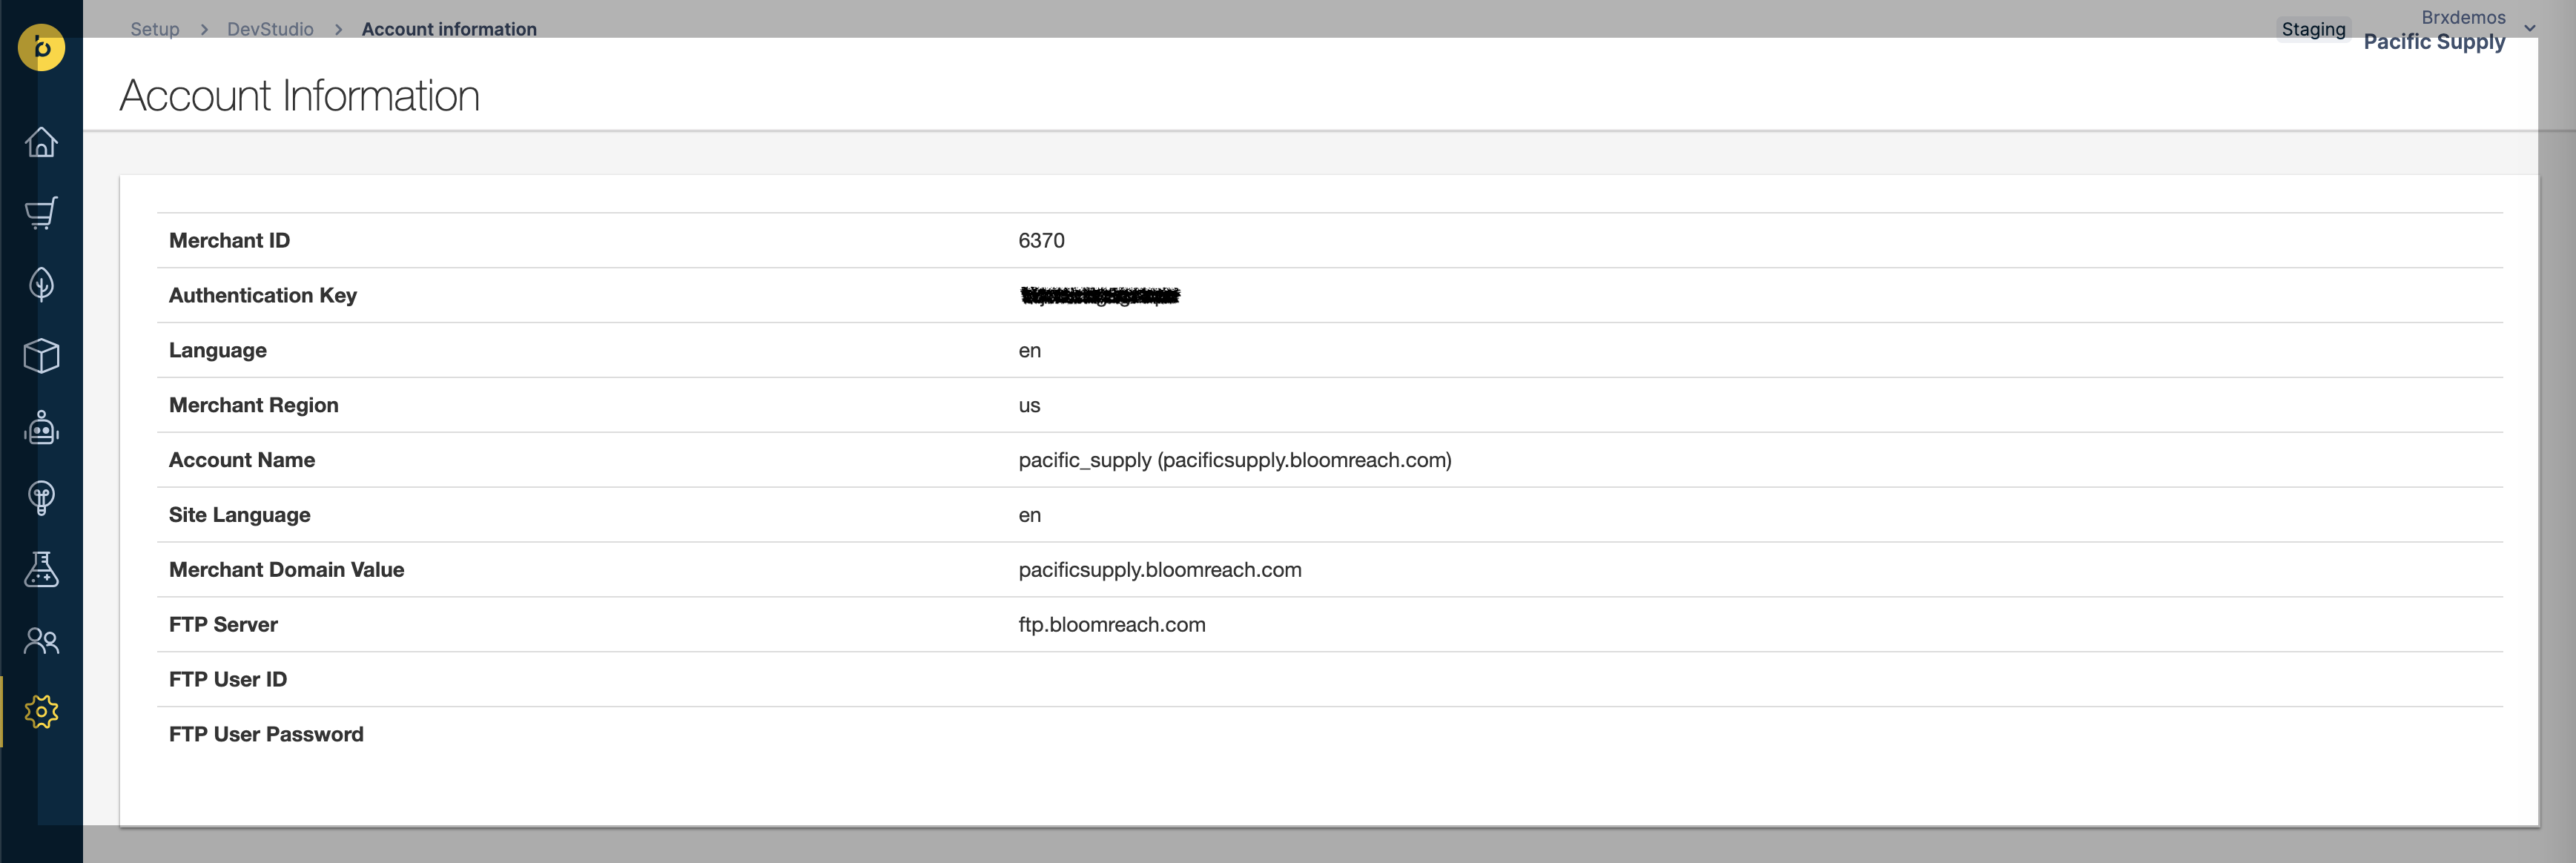 Setup > DevStudio > Account information
Staging
Brxdemos
Pacific Supply
Account Information
Merchant ID 6370
Authentication Key
Language en
Merchant Region us
Account Name pacific_supply (pacificsupply.bloomreach.com)
Site Language en
Merchant Domain Value pacificsupply.bloomreach.com
FTP Server ftp.bloomreach.com
FTP User ID
FTP User Password